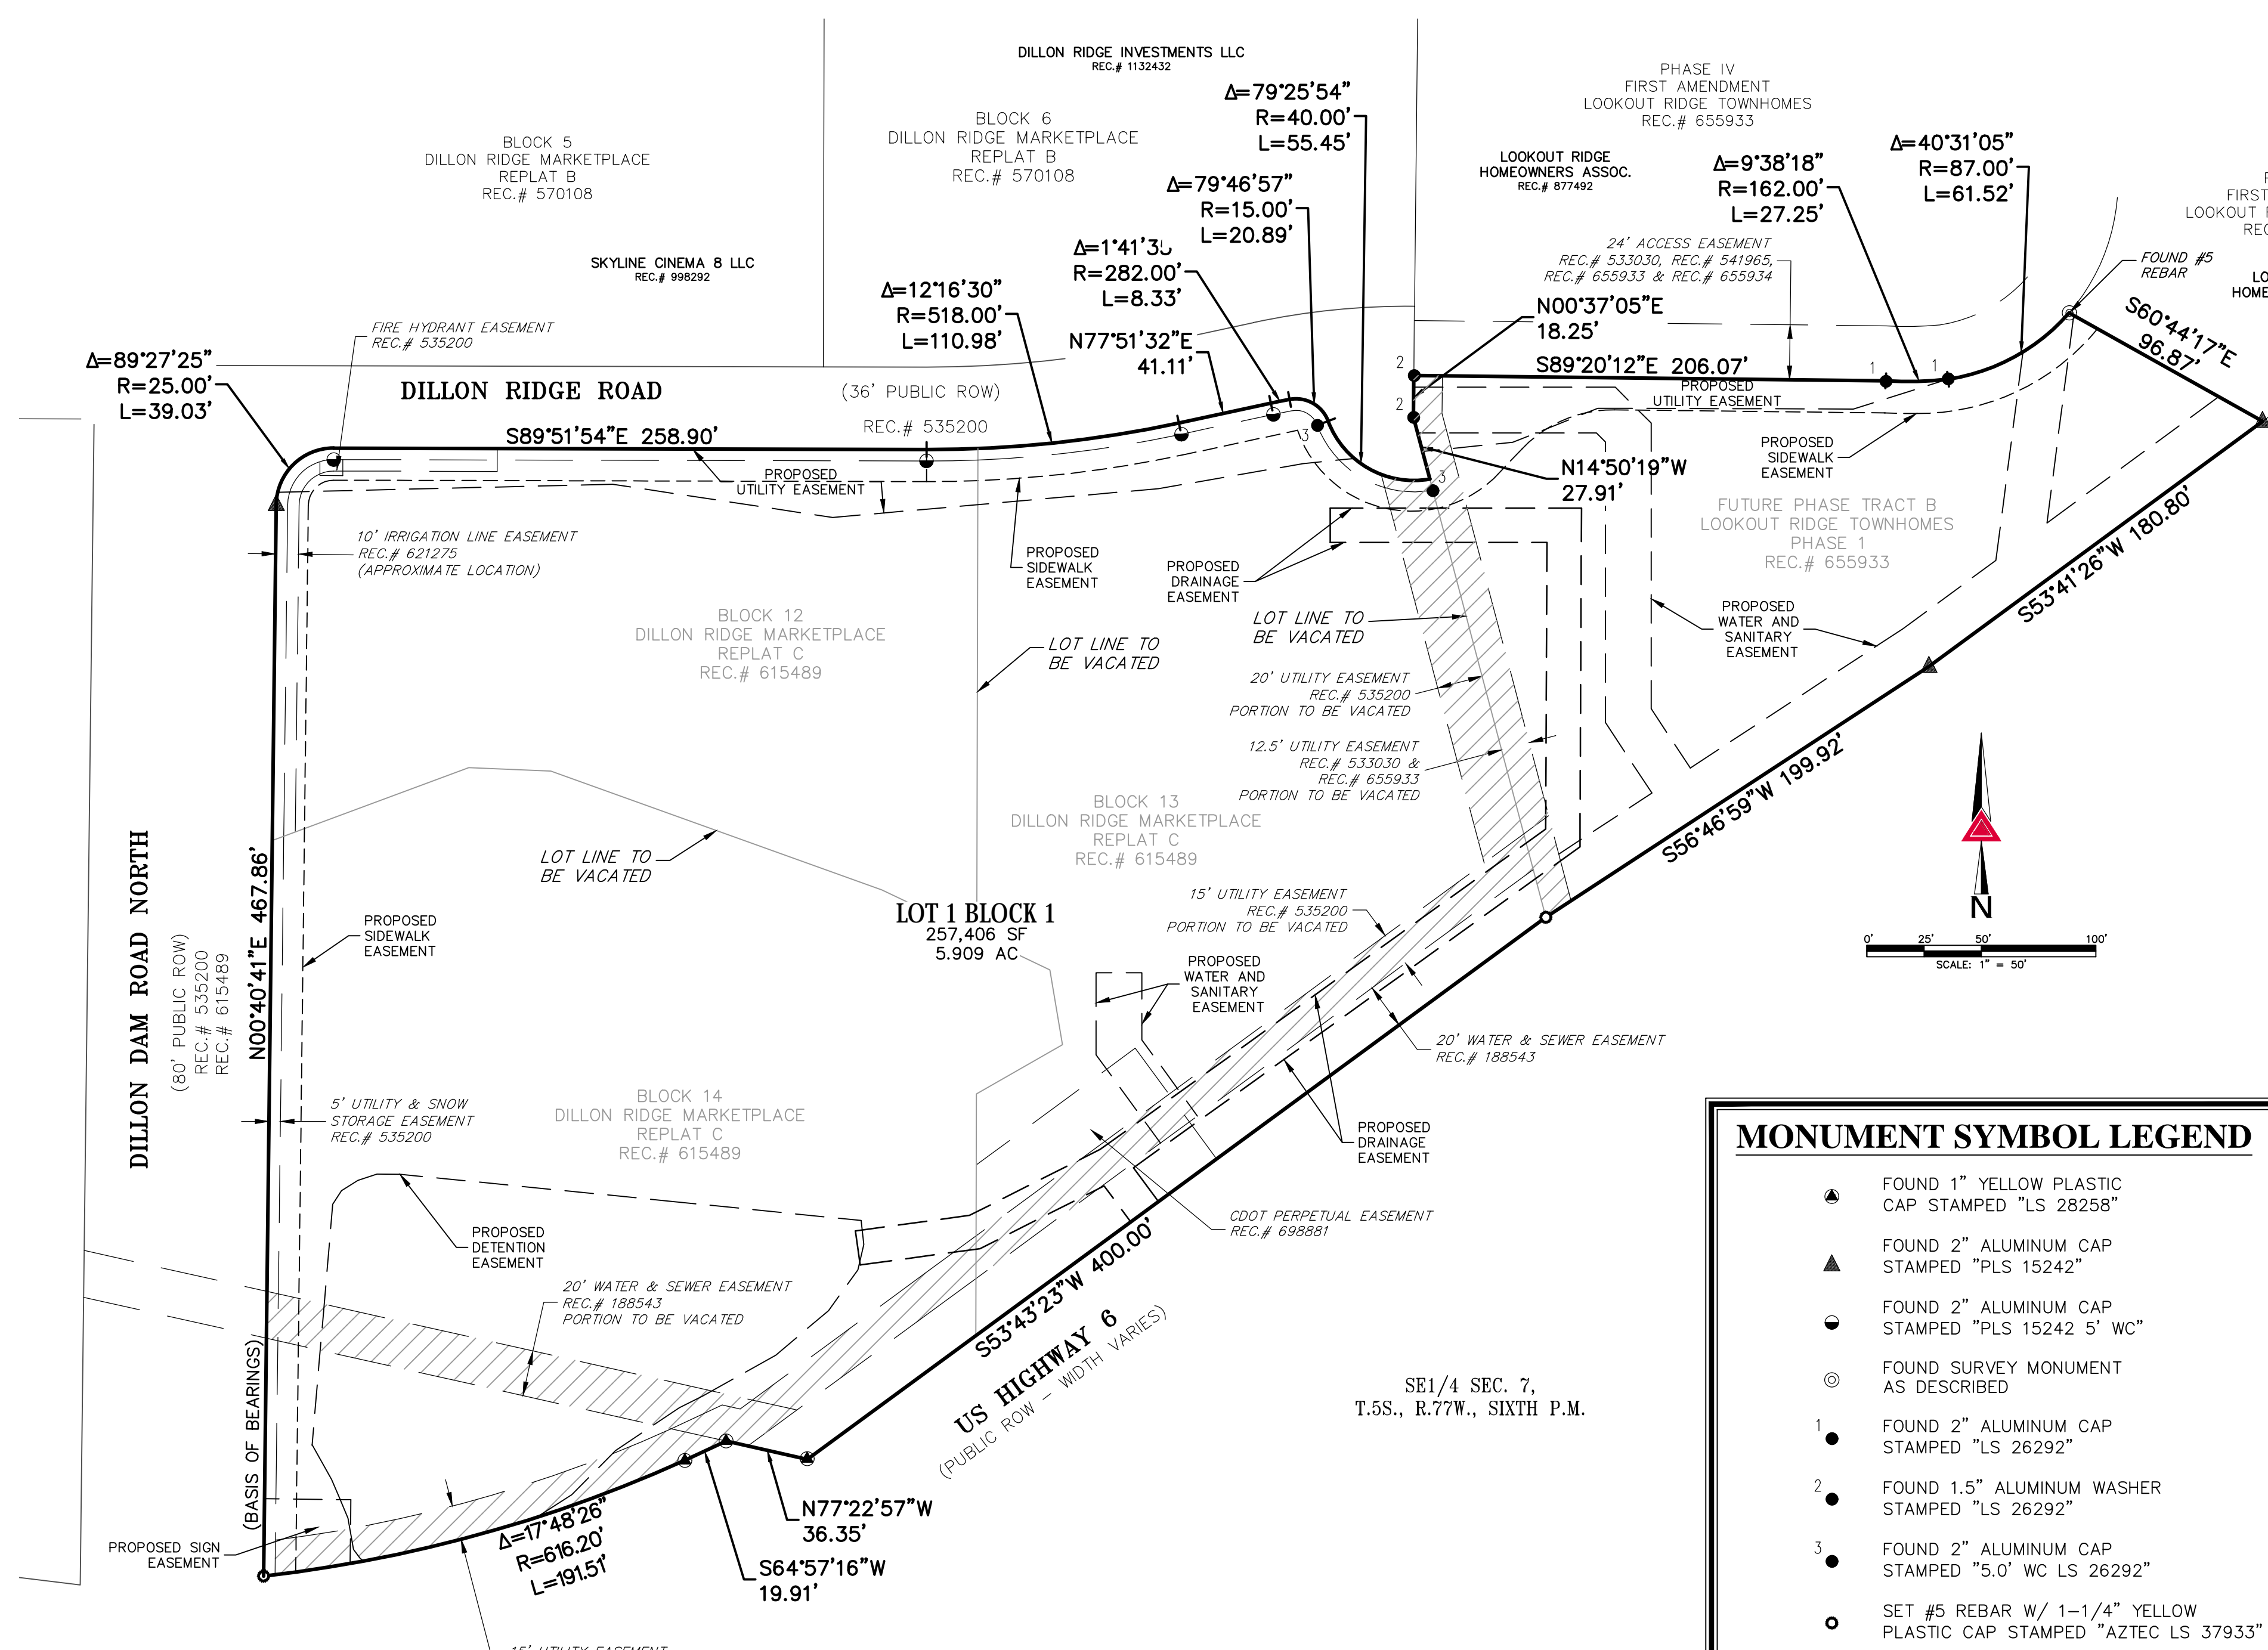 DILLON RIDGE INVESTMENTS LLC
REC.# 1132432
BLOCK 5
DILLON RIDGE MARKETPLACE
REPLAT B
REC.# 570108
SKYLINE CINEMA 8 LLC
REC.# 998292
BLOCK 6
DILLON RIDGE MARKETPLACE
REPLAT B
REC.# 570108
PHASE IV
FIRST AMENDMENT
LOOKOUT RIDGE TOWNHOMES
REC.# 655933
LOOKOUT RIDGE
HOMEOWNERS ASSOC.
REC.# 877492
Δ=79°25'54"
R=40.00'
L=55.45'
Δ=79°46'57"
R=15.00'
L=20.89'
Δ=1°41'3
R=282.00'
L=8.33'
Δ=12°16'30"
R=518.00'
L=110.98'
N77°51'32"E
41.11'
Δ=9°38'18"
R=162.00'
L=27.25'
Δ=40°31'05"
R=87.00'
L=61.52'
24' ACCESS EASEMENT
REC.# 533030, REC.# 541965,
REC.# 655933 & REC.# 655934
FIRST
LOOKOUT
FOUND #5
REBAR
S60°44'17"E
96.87'
N00°37'05"E
18.25'
S89°20'12"E 206.07'
PROPOSED
UTILITY EASEMENT
1
1
2
2
3
3
FIRE HYDRANT EASEMENT
REC.# 535200
Δ=89°27'25"
R=25.00'
L=39.03'
DILLON RIDGE ROAD
(36' PUBLIC ROW)
REC.# 535200
S89°51'54"E 258.90'
PROPOSED
UTILITY EASEMENT
N14°50'19"W
27.91'
PROPOSED
SIDEWALK
EASEMENT
FUTURE PHASE TRACT B
LOOKOUT RIDGE TOWNHOMES
PHASE 1
REC.# 655933
S53°41'26"W 180.80'
10' IRRIGATION LINE EASEMENT
REC.# 621275
(APPROXIMATE LOCATION)
PROPOSED
SIDEWALK
EASEMENT
PROPOSED
DRAINAGE
EASEMENT
BLOCK 12
DILLON RIDGE MARKETPLACE
REPLAT C
REC.# 615489
LOT LINE TO
BE VACATED
LOT LINE TO
BE VACATED
PROPOSED
WATER AND
SANITARY
EASEMENT
20' UTILITY EASEMENT
REC.# 535200
PORTION TO BE VACATED
12.5' UTILITY EASEMENT
REC.# 533030 &
REC.# 655933
PORTION TO BE VACATED
S56°46'59"W 199.92'
BLOCK 13
DILLON RIDGE MARKETPLACE
REPLAT C
REC.# 615489
LOT LINE TO
BE VACATED
LOT 1 BLOCK 1
257,406 SF
5.909 AC
15' UTILITY EASEMENT
REC.# 535200
PORTION TO BE VACATED
N
0'
25'
50'
100'
SCALE: 1" = 50'
DILLON DAM ROAD NORTH
(80' PUBLIC ROW)
REC.# 535200
REC.# 615489
N00°40'41"E 467.86'
(BASIS OF BEARINGS)
PROPOSED
SIDEWALK
EASEMENT
PROPOSED
WATER AND
SANITARY
EASEMENT
20' WATER & SEWER EASEMENT
REC.# 188543
5' UTILITY & SNOW
STORAGE EASEMENT
REC.# 535200
BLOCK 14
DILLON RIDGE MARKETPLACE
REPLAT C
REC.# 615489
PROPOSED
DRAINAGE
EASEMENT
CDOT PERPETUAL EASEMENT
REC.# 698881
PROPOSED
DETENTION
EASEMENT
20' WATER & SEWER EASEMENT
REC.# 188543
PORTION TO BE VACATED
S53°43'23"W 400.00'
US HIGHWAY 6
(PUBLIC ROW - WIDTH VARIES)
SE1/4 SEC. 7,
T.5S., R.77W., SIXTH P.M.
PROPOSED SIGN
EASEMENT
Δ=17°48'26"
R=616.20'
L=191.51'
N77°22'57"W
36.35'
S64°57'16"W
19.91'
15' UTILITY EASEMENT
MONUMENT SYMBOL LEGEND
FOUND 1" YELLOW PLASTIC
CAP STAMPED "LS 28258"
FOUND 2" ALUMINUM CAP
STAMPED "PLS 15242"
FOUND 2" ALUMINUM CAP
STAMPED "PLS 15242 5' WC"
FOUND SURVEY MONUMENT
AS DESCRIBED
1
FOUND 2" ALUMINUM CAP
STAMPED "LS 26292"
2
FOUND 1.5" ALUMINUM WASHER
STAMPED "LS 26292"
3
FOUND 2" ALUMINUM CAP
STAMPED "5.0' WC LS 26292"
SET #5 REBAR W/ 1-1/4" YELLOW
PLASTIC CAP STAMPED "AZTEC LS 37933"